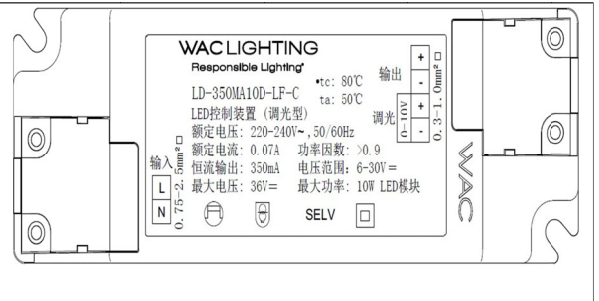 WAC LIGHTING
Responsible Lighting®
•tc: 80℃
ta: 50℃
LD-350MA10D-LF-C
LED控制装置 (调光型)
额定电压: 220-240V~,50/60Hz
额定电流: 0.07A 功率因数: >0.9
恒流输出: 350mA 电压范围: 6-30V⎓
最大电压: 36V⎓ 最大功率: 10W LED模块
SELV
输入
L
N
0.75-2.5mm²
输出
+
-
调光
0-10V
+
-
0.3-1.0mm²
WAC